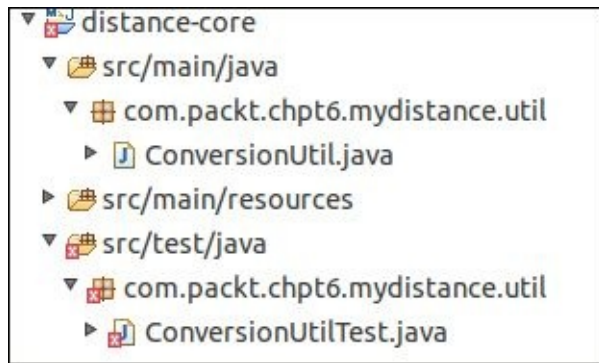 distance-core
src/main/java
com.packt.chpt6.mydistance.util
ConversionUtil.java
src/main/resources
src/test/java
com.packt.chpt6.mydistance.util
ConversionUtilTest.java